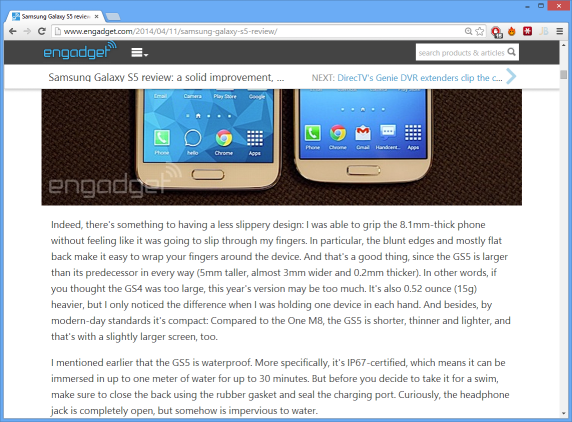 Samsung Galaxy S5 review
www.engadget.com/2014/04/11/samsung-galaxy-s5-review/
engadget
search products & articles
Samsung Galaxy S5 review: a solid improvement, ...
NEXT: DirecTV's Genie DVR extenders clip the c...
Email Camera Play Store Google
Phone hello Chrome Apps
Phone Chrome Gmail Handcent... Apps
engadget
Indeed, there's something to having a less slippery design: I was able to grip the 8.1mm-thick phone
without feeling like it was going to slip through my fingers. In particular, the blunt edges and mostly flat
back make it easy to wrap your fingers around the device. And that's a good thing, since the GS5 is larger
than its predecessor in every way (5mm taller, almost 3mm wider and 0.2mm thicker). In other words, if
you thought the GS4 was too large, this year's version may be too much. It's also 0.52 ounce (15g)
heavier, but I only noticed the difference when I was holding one device in each hand. And besides, by
modern-day standards it's compact: Compared to the One M8, the GS5 is shorter, thinner and lighter, and
that's with a slightly larger screen, too.
I mentioned earlier that the GS5 is waterproof. More specifically, it's IP67-certified, which means it can be
immersed in up to one meter of water for up to 30 minutes. But before you decide to take it for a swim,
make sure to close the back using the rubber gasket and seal the charging port. Curiously, the headphone
jack is completely open, but somehow is impervious to water.